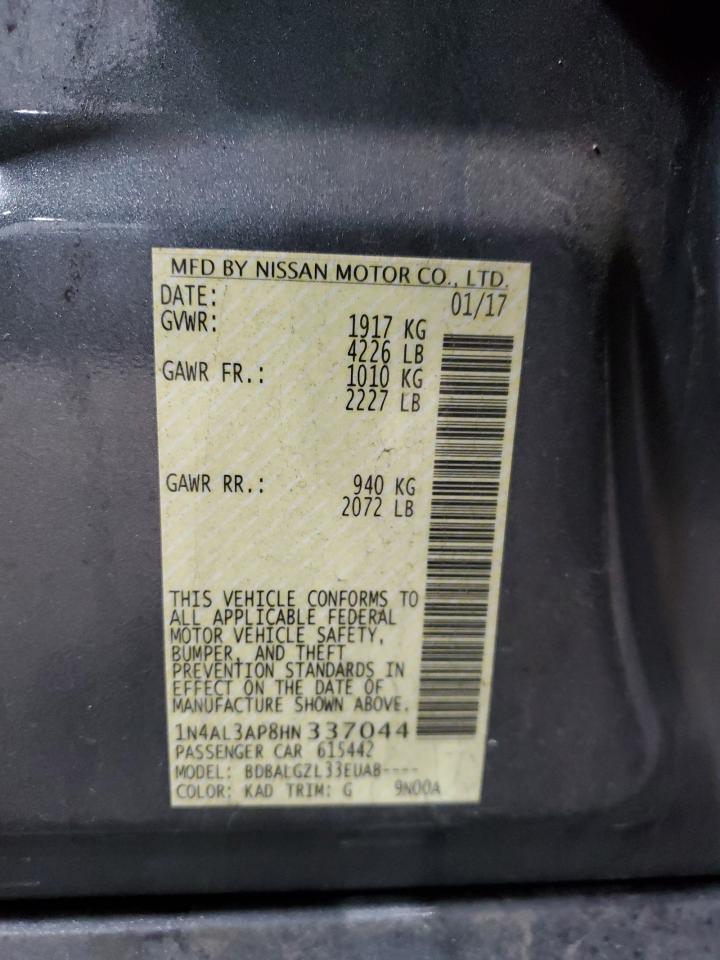 MFD BY NISSAN MOTOR CO., LTD.
DATE: 01/17
GVWR: 1917 KG
4226 LB
GAWR FR.: 1010 KG
2227 LB
GAWR RR.: 940 KG
2072 LB
THIS VEHICLE CONFORMS TO
ALL APPLICABLE FEDERAL
MOTOR VEHICLE SAFETY,
BUMPER, AND THEFT
PREVENTION STANDARDS IN
EFFECT ON THE DATE OF
MANUFACTURE SHOWN ABOVE.
1N4AL3AP8HN 337044
PASSENGER CAR 615442
MODEL: BDBALGZL33EUAB----
COLOR: KAD TRIM: G 9N00A